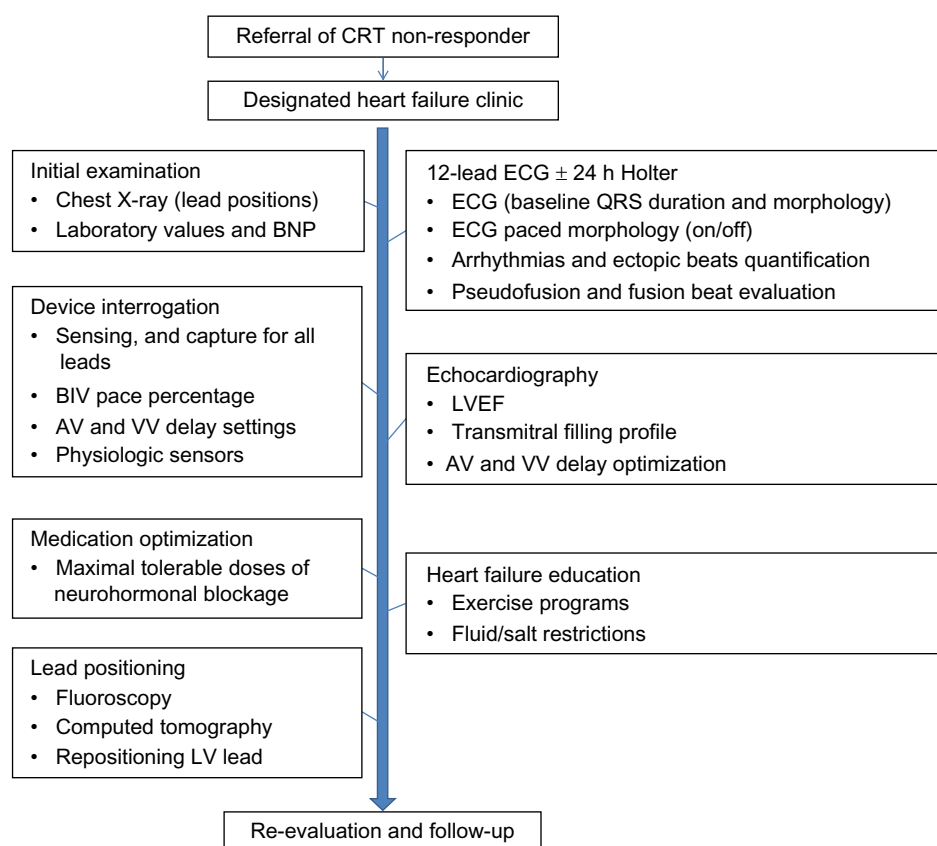 Referral of CRT non-responder
Designated heart failure clinic
Initial examination
• Chest X-ray (lead positions)
• Laboratory values and BNP
12-lead ECG ± 24 h Holter
• ECG (baseline QRS duration and morphology)
• ECG paced morphology (on/off)
• Arrhythmias and ectopic beats quantification
• Pseudofusion and fusion beat evaluation
Device interrogation
• Sensing, and capture for all
leads
• BIV pace percentage
• AV and VV delay settings
• Physiologic sensors
Echocardiography
• LVEF
• Transmitral filling profile
• AV and VV delay optimization
Medication optimization
• Maximal tolerable doses of
neurohormonal blockage
Heart failure education
• Exercise programs
• Fluid/salt restrictions
Lead positioning
• Fluoroscopy
• Computed tomography
• Repositioning LV lead
Re-evaluation and follow-up